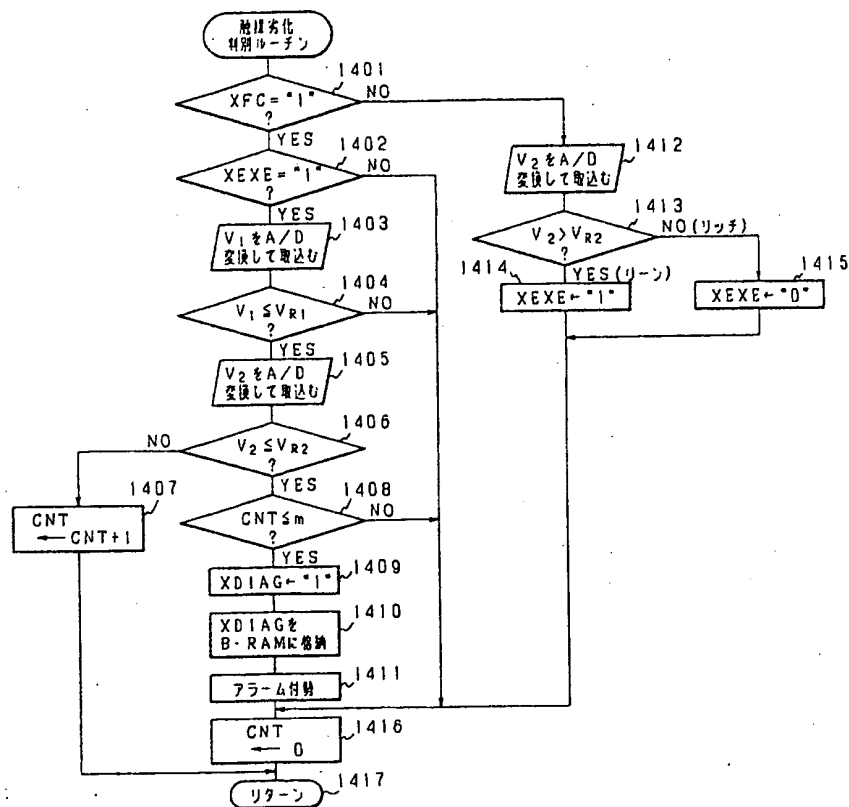 触媒劣化
判別ルーチン
1401
XFC="1"
?
NO
YES
1402
XEXE="1"
?
NO
YES
1403
V1をA/D
変換して取込む
1404
V1≦VR1
?
NO
YES
1405
V2をA/D
変換して取込む
1406
NO
V2≦VR2
?
YES
1407
CNT
←CNT+1
1408
CNT≦m
?
NO
YES
1409
XDIAG←"1"
1410
XDIAGを
B・RAMに格納
1411
アラーム付勢
1412
V2をA/D
変換して取込む
1413
V2>VR2
?
NO(リッチ)
1414
YES(リーン)
1415
XEXE←"1"
XEXE←"0"
1416
CNT
←0
リターン
1417